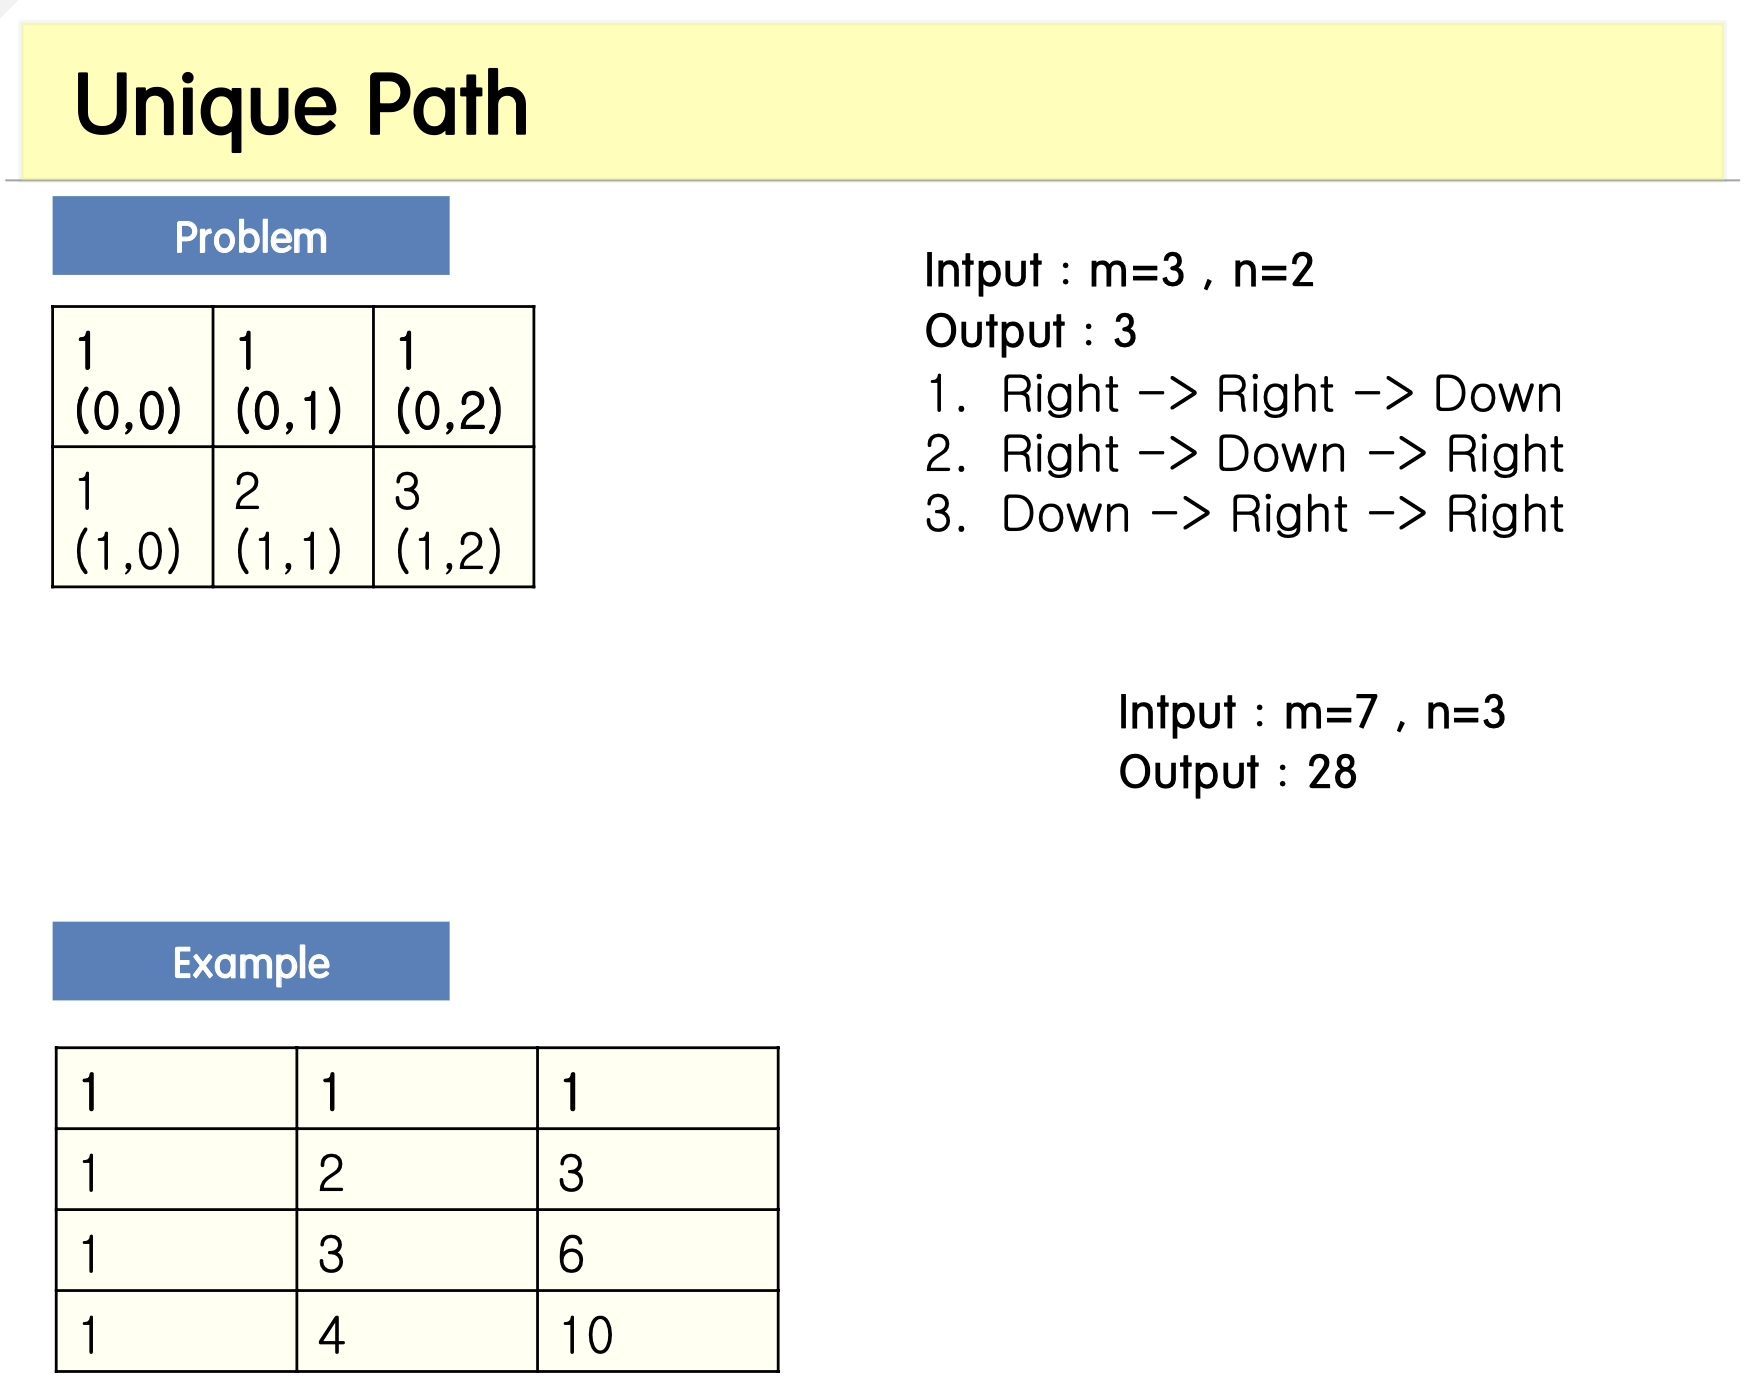 Unique Path
Problem
1 1 1
(0,0) (0,1) (0,2)
1 2 3
(1,0) (1,1) (1,2)
Intput : m=3 , n=2
Output : 3
1. Right -> Right -> Down
2. Right -> Down -> Right
3. Down -> Right -> Right
Intput : m=7 , n=3
Output : 28
Example
1 1 1
1 2 3
1 3 6
1 4 10